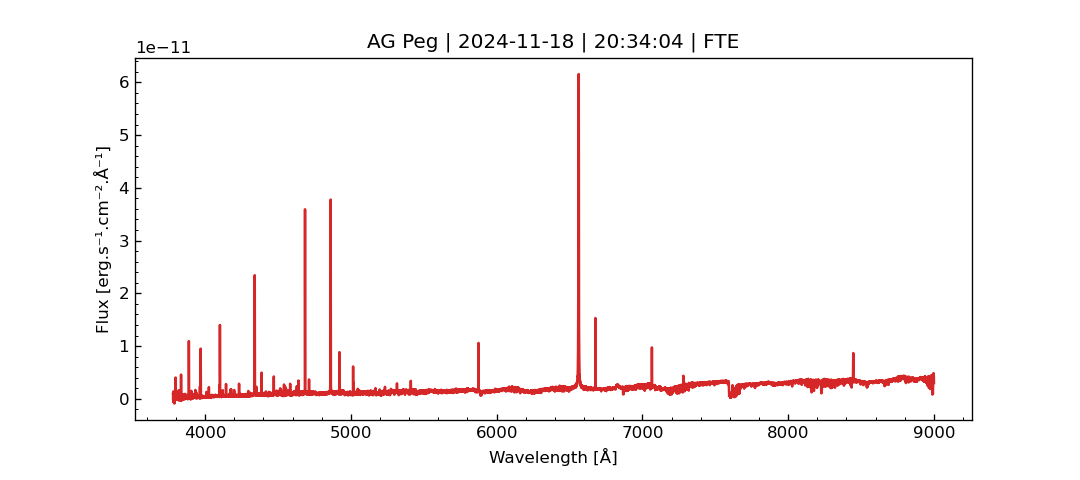 AG Peg | 2024-11-18 | 20:34:04 | FTE
1e−11
6
5
4
3
2
1
0
Flux [erg.s⁻¹.cm⁻².Å⁻¹]
4000 5000 6000 7000 8000 9000
Wavelength [Å]